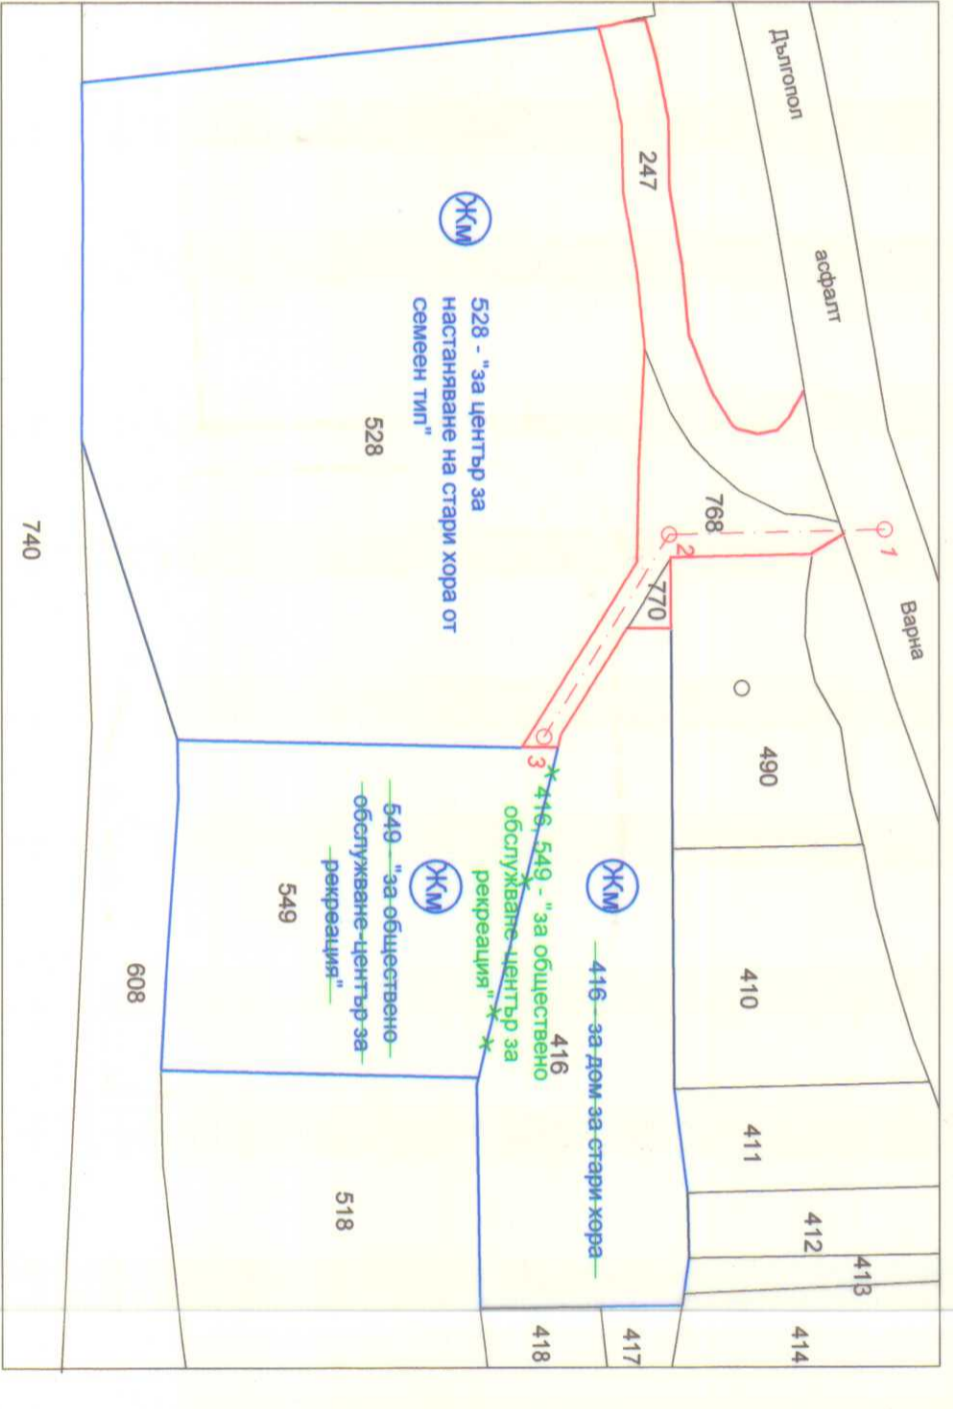 Дългопол
асфалт
Варна
247
768
1
2
770
490
410
411
412
413
414
Жм
528 - "за център за
настаняване на стари хора от
семеен тип"
528
3
Жм
416 - за дом за стари хора
416
416, 549 - "за обществено
обслужване-център за
рекреация"
417
418
Жм
549 - "за обществено
обслужване-център за
рекреация"
549
518
608
740